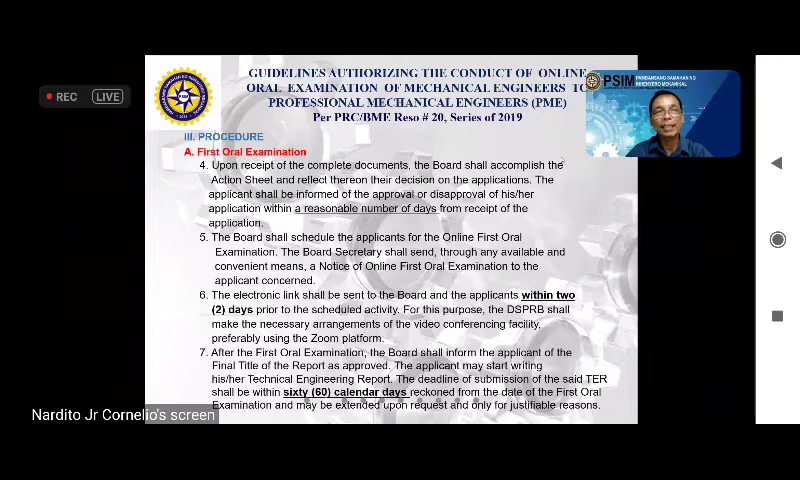 REC
LIVE
GUIDELINES AUTHORIZING THE CONDUCT OF ONLINE
ORAL EXAMINATION OF MECHANICAL ENGINEERS TO
PROFESSIONAL MECHANICAL ENGINEERS (PME)
Per PRC/BME Reso # 20, Series of 2019
PSIM
PAMBANSANG SAMAHAN NG
INHENYERO MEKANIKAL
III. PROCEDURE
A. First Oral Examination
4. Upon receipt of the complete documents, the Board shall accomplish the
Action Sheet and reflect thereon their decision on the applications. The
applicant shall be informed of the approval or disapproval of his/her
application within a reasonable number of days from receipt of the
application.
5. The Board shall schedule the applicants for the Online First Oral
Examination. The Board Secretary shall send, through any available and
convenient means, a Notice of Online First Oral Examination to the
applicant concerned.
6. The electronic link shall be sent to the Board and the applicants within two
(2) days prior to the scheduled activity. For this purpose, the DSPRB shall
make the necessary arrangements of the video conferencing facility,
preferably using the Zoom platform.
7. After the First Oral Examination, the Board shall inform the applicant of the
Final Title of the Report as approved. The applicant may start writing
his/her Technical Engineering Report. The deadline of submission of the said TER
shall be within sixty (60) calendar days reckoned from the date of the First Oral
Examination and may be extended upon request and only for justifiable reasons.
Nardito Jr Cornelio's screen